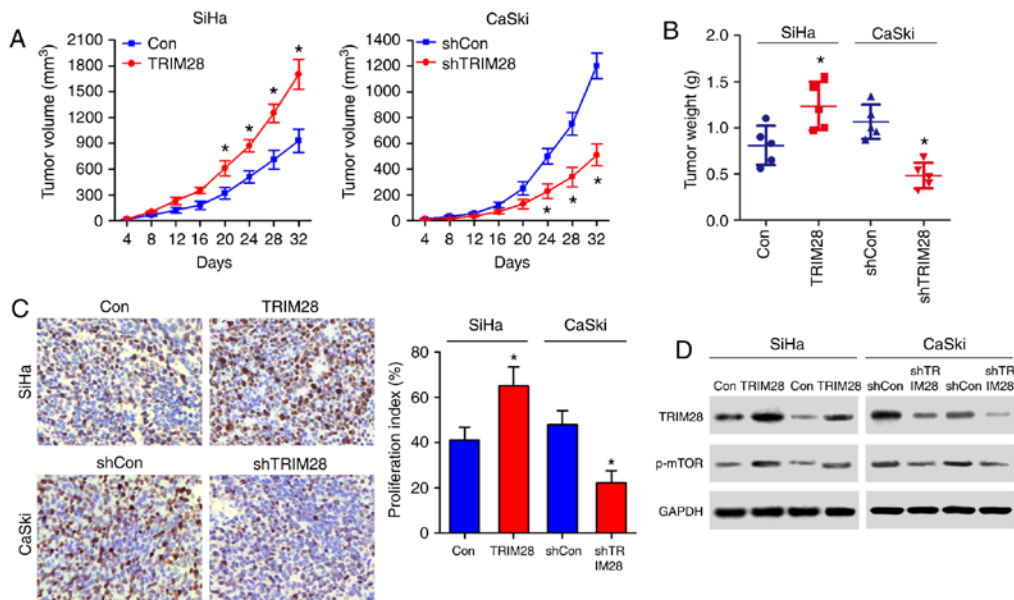 A
SiHa
Tumor volume (mm³)
2100
1800
1500
1200
900
600
300
0
Con
TRIM28
* * * *
4 8 12 16 20 24 28 32
Days
CaSki
Tumor volume (mm³)
1400
1200
1000
800
600
400
200
0
shCon
shTRIM28
* * *
4 8 12 16 20 24 28 32
Days
B
SiHa CaSki
Tumor weight (g)
2.0
1.5
1.0
0.5
0.0
* *
Con TRIM28 shCon shTRIM28
C
Con TRIM28
SiHa
shCon shTRIM28
CaSki
SiHa CaSki
Proliferation index (%)
80
60
40
20
0
* *
Con TRIM28 shCon shTR
IM28
D
SiHa CaSki
Con TRIM28 Con TRIM28 shCon shTR
IM28 shCon shTR
IM28
TRIM28
p-mTOR
GAPDH